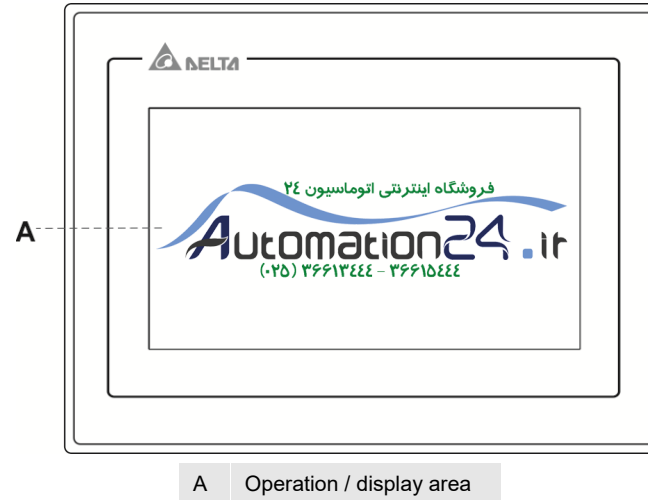 DELTA
فروشگاه اینترنتی اتوماسیون ۲۴
A
Automation24.ir
(۰۲۵) ۳۶۶۱۳۴۴۴ – ۳۶۶۱۵۴۴۴
A Operation / display area